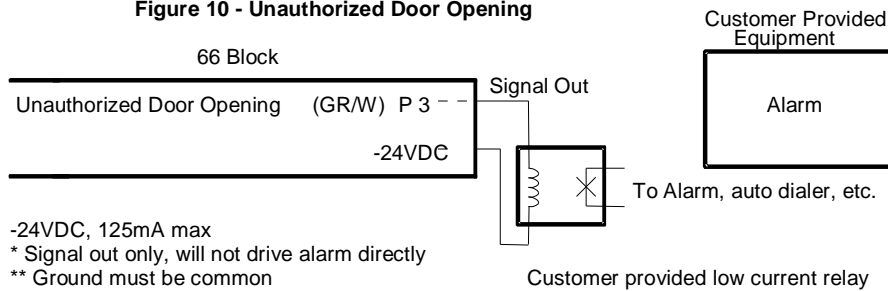 Figure 10 - Unauthorized Door Opening
Customer Provided
Equipment
66 Block
Signal Out
Unauthorized Door Opening (GR/W) P 3
Alarm
-24VDC
To Alarm, auto dialer, etc.
-24VDC, 125mA max
* Signal out only, will not drive alarm directly
** Ground must be common
Customer provided low current relay